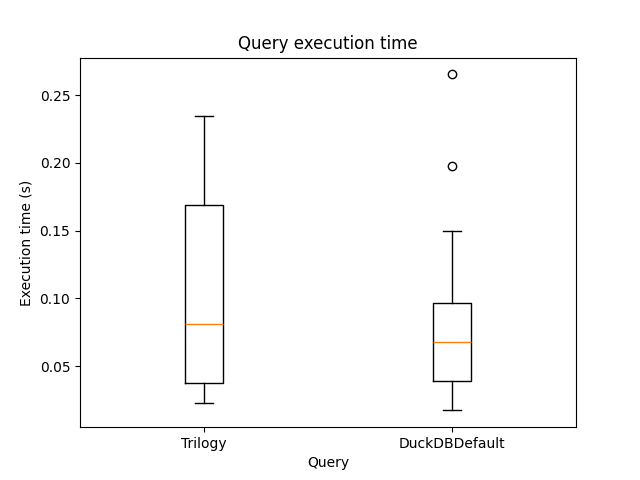 Query execution time
Execution time (s)
0.25
0.20
0.15
0.10
0.05
Trilogy
DuckDBDefault
Query